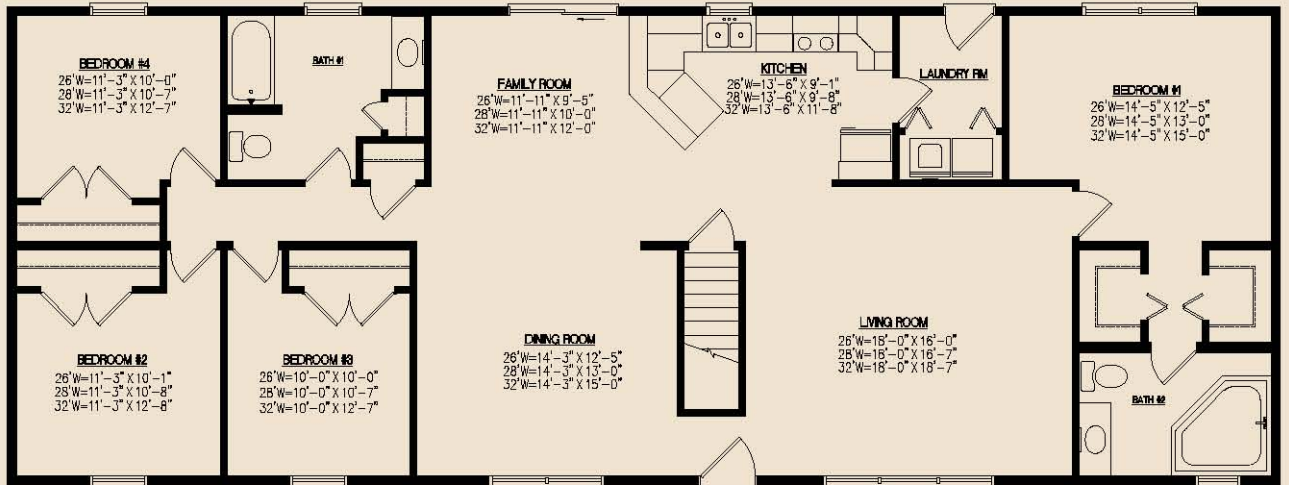 BEDROOM #4
26'W=11'-3" X 10'-0"
28'W=11'-3" X 10'-7"
32'W=11'-3" X 12'-7"
BATH #1
FAMILY ROOM
26'W=11'-11" X 9'-5"
28'W=11'-11" X 10'-0"
32'W=11'-11" X 12'-0"
KITCHEN
26'W=13'-6" X 9'-1"
28'W=13'-6" X 9'-8"
32'W=13'-6" X 11'-8"
LAUNDRY RM
BEDROOM #1
26'W=14'-5" X 12'-5"
28'W=14'-5" X 13'-0"
32'W=14'-5" X 15'-0"
BEDROOM #2
26'W=11'-3" X 10'-1"
28'W=11'-3" X 10'-8"
32'W=11'-3" X 12'-8"
BEDROOM #3
26'W=10'-0" X 10'-0"
28'W=10'-0" X 10'-7"
32'W=10'-0" X 12'-7"
DINING ROOM
26'W=14'-3" X 12'-5"
28'W=14'-3" X 13'-0"
32'W=14'-3" X 15'-0"
LIVING ROOM
26'W=18'-0" X 16'-0"
28'W=18'-0" X 16'-7"
32'W=18'-0" X 18'-7"
BATH #2